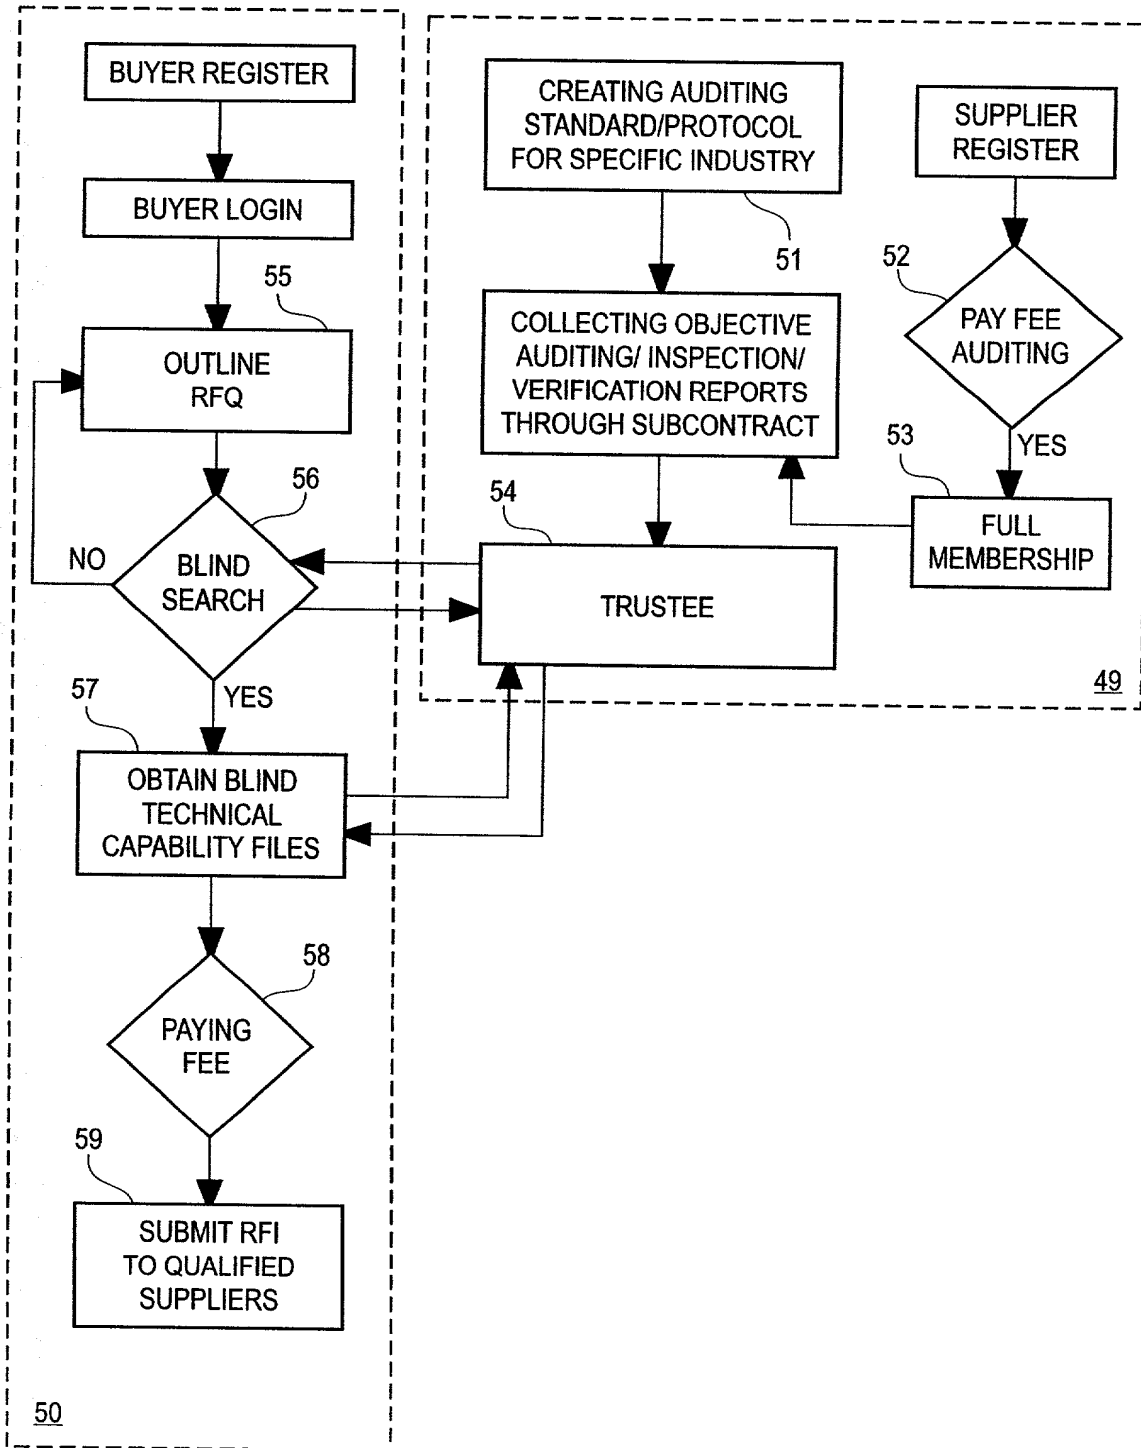 BUYER REGISTER
BUYER LOGIN
55
OUTLINE
RFQ
56
NO
BLIND
SEARCH
YES
57
OBTAIN BLIND
TECHNICAL
CAPABILITY FILES
58
PAYING
FEE
59
SUBMIT RFI
TO QUALIFIED
SUPPLIERS
50
CREATING AUDITING
STANDARD/PROTOCOL
FOR SPECIFIC INDUSTRY
51
COLLECTING OBJECTIVE
AUDITING/ INSPECTION/
VERIFICATION REPORTS
THROUGH SUBCONTRACT
54
TRUSTEE
SUPPLIER
REGISTER
52
PAY FEE
AUDITING
YES
53
FULL
MEMBERSHIP
49